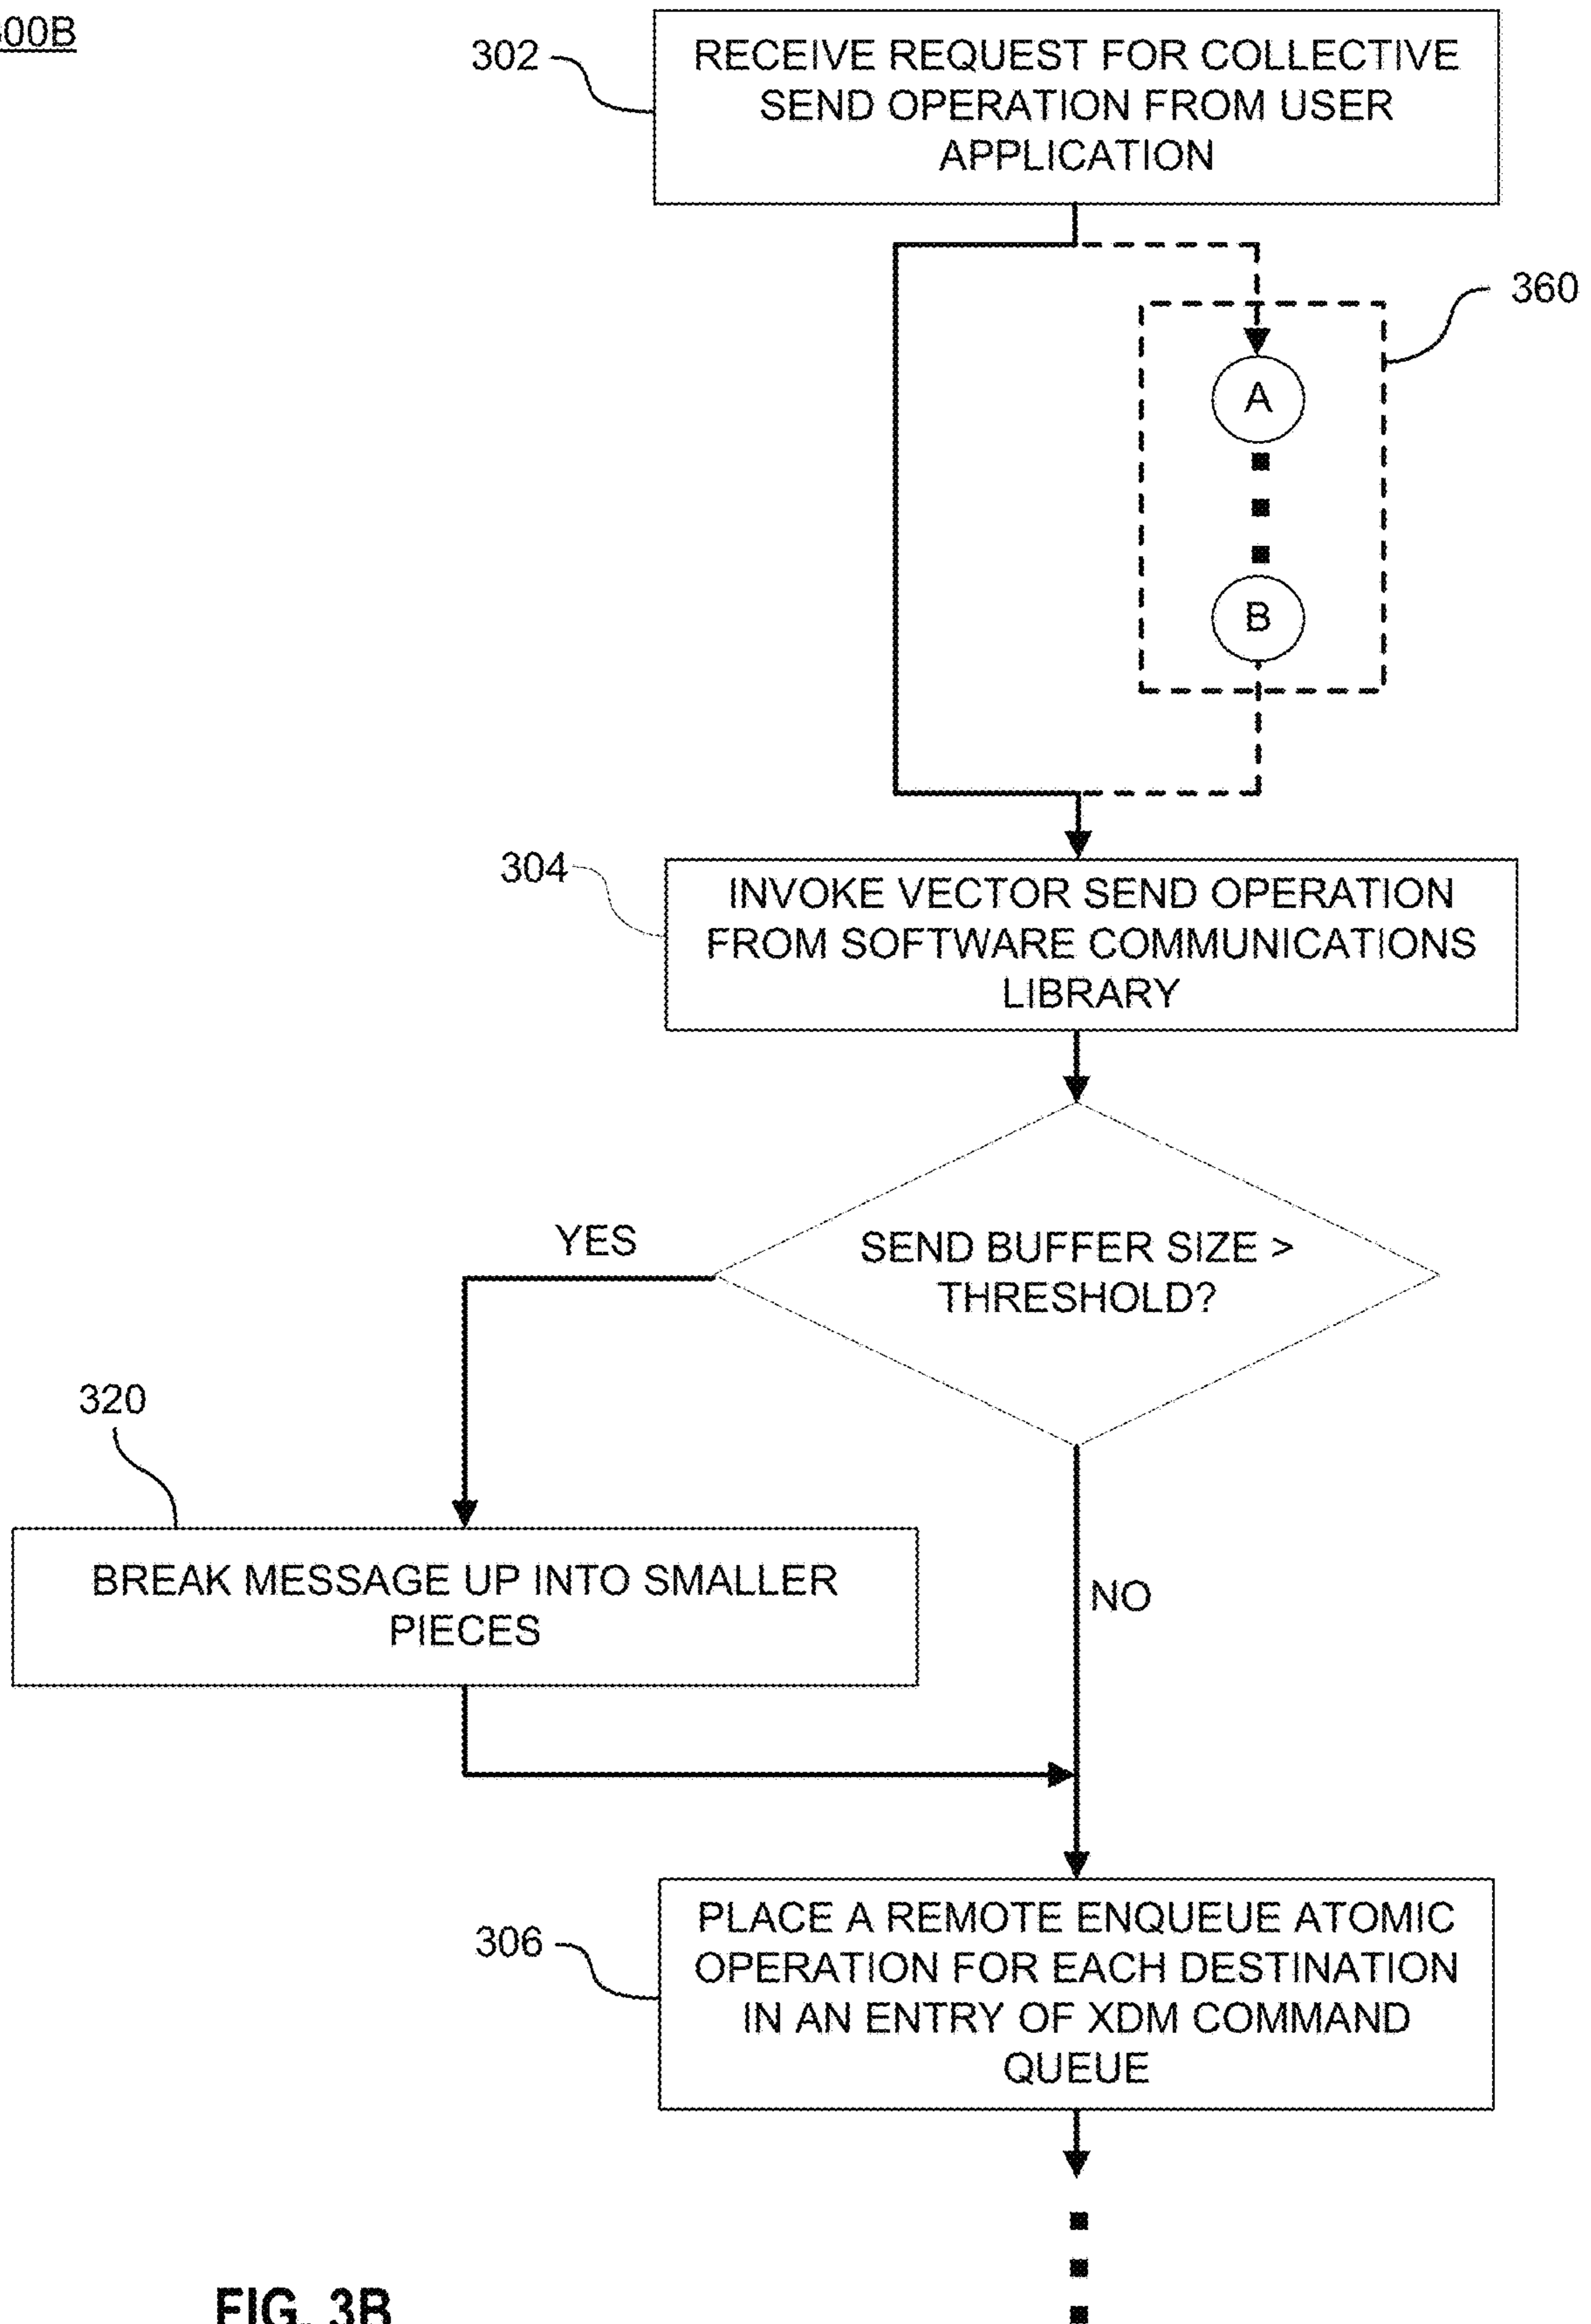 00B
302
RECEIVE REQUEST FOR COLLECTIVE
SEND OPERATION FROM USER
APPLICATION
360
A
B
304
INVOKE VECTOR SEND OPERATION
FROM SOFTWARE COMMUNICATIONS
LIBRARY
YES
SEND BUFFER SIZE >
THRESHOLD?
320
BREAK MESSAGE UP INTO SMALLER
PIECES
NO
306
PLACE A REMOTE ENQUEUE ATOMIC
OPERATION FOR EACH DESTINATION
IN AN ENTRY OF XDM COMMAND
QUEUE
FIG. 3B